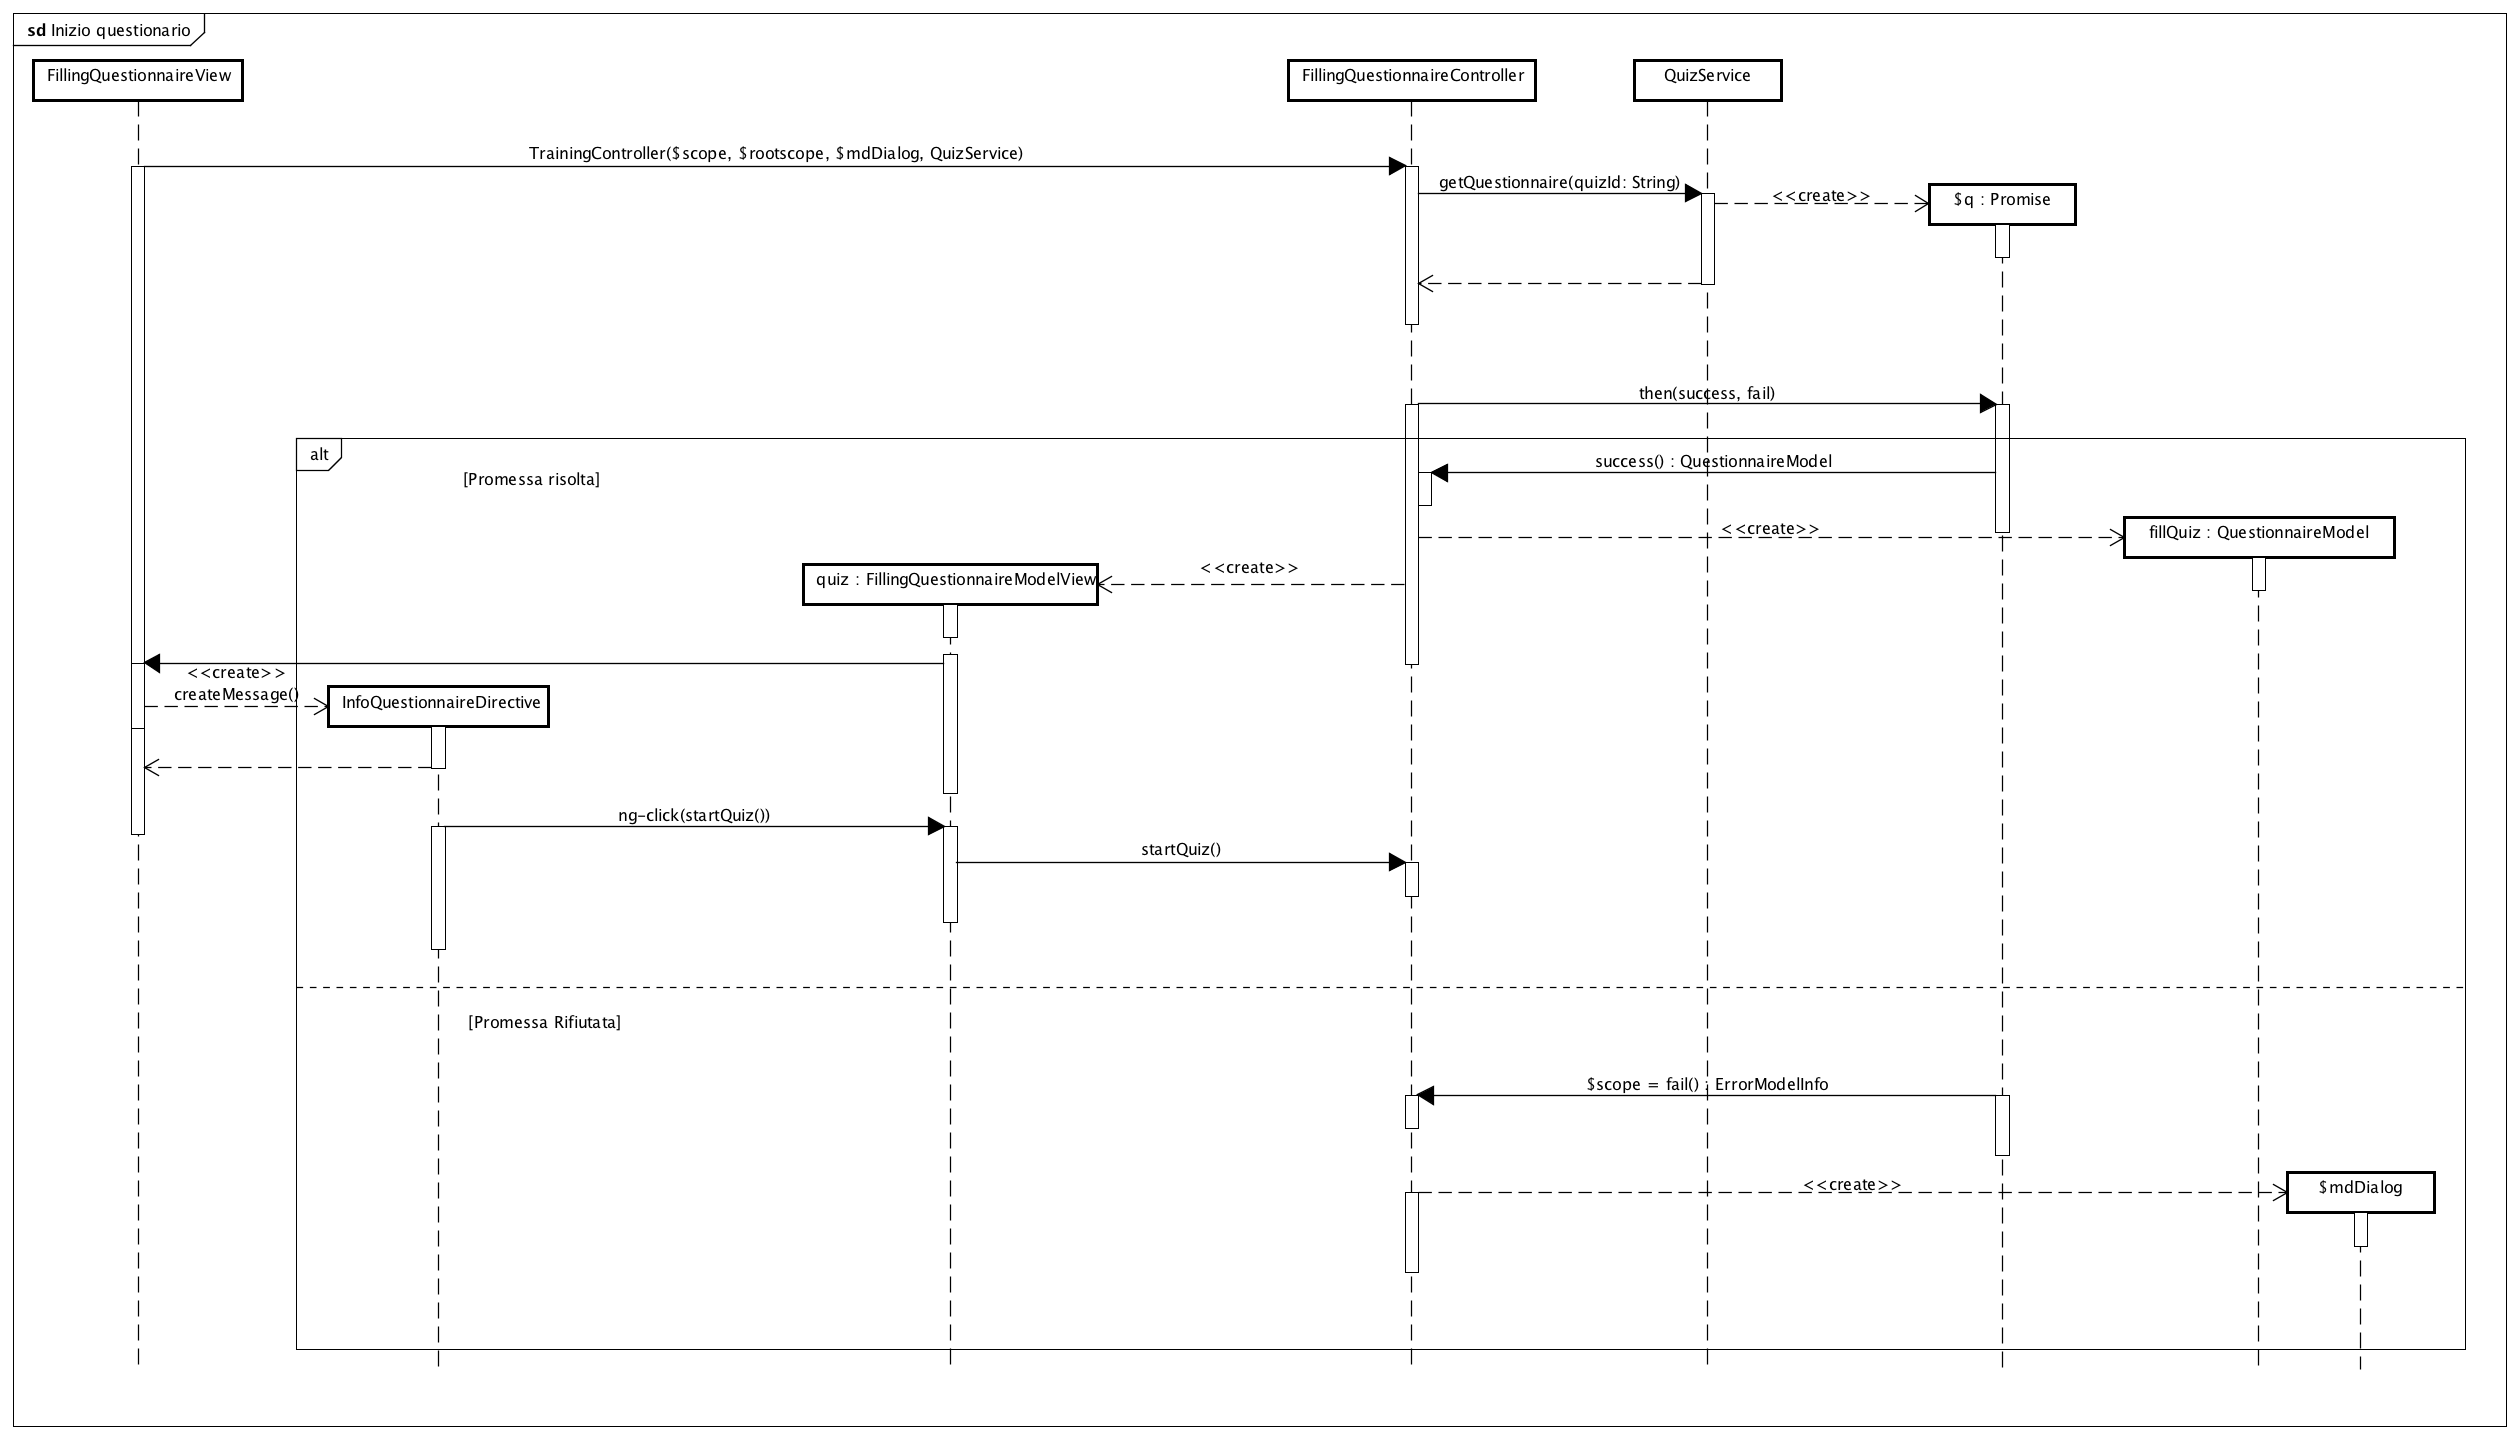 sd Inizio questionario
FillingQuestionnaireView
FillingQuestionnaireController
QuizService
TrainingController($scope, $rootscope, $mdDialog, QuizService)
getQuestionnaire(quizId: String)
<<create>>
$q : Promise
then(success, fail)
alt
[Promessa risolta]
success() : QuestionnaireModel
<<create>>
fillQuiz : QuestionnaireModel
<<create>>
quiz : FillingQuestionnaireModelView
<<create>>
createMessage()
InfoQuestionnaireDirective
ng-click(startQuiz())
startQuiz()
[Promessa Rifiutata]
$scope = fail() : ErrorModelInfo
<<create>>
$mdDialog